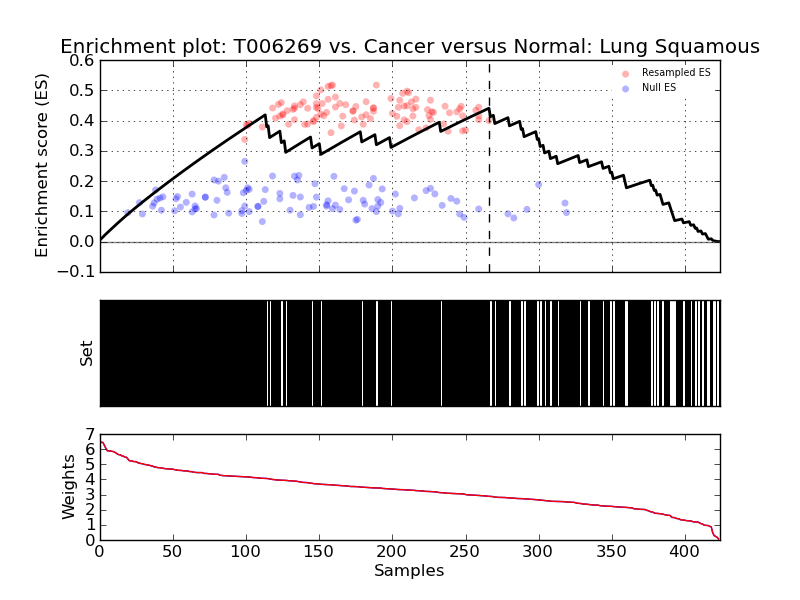 Enrichment plot: T006269 vs. Cancer versus Normal: Lung Squamous
0.6
0.5
0.4
0.3
0.2
0.1
0.0
−0.1
Enrichment score (ES)
Resampled ES
Null ES
Set
7
6
5
4
3
2
1
0
Weights
0 50 100 150 200 250 300 350 400
Samples